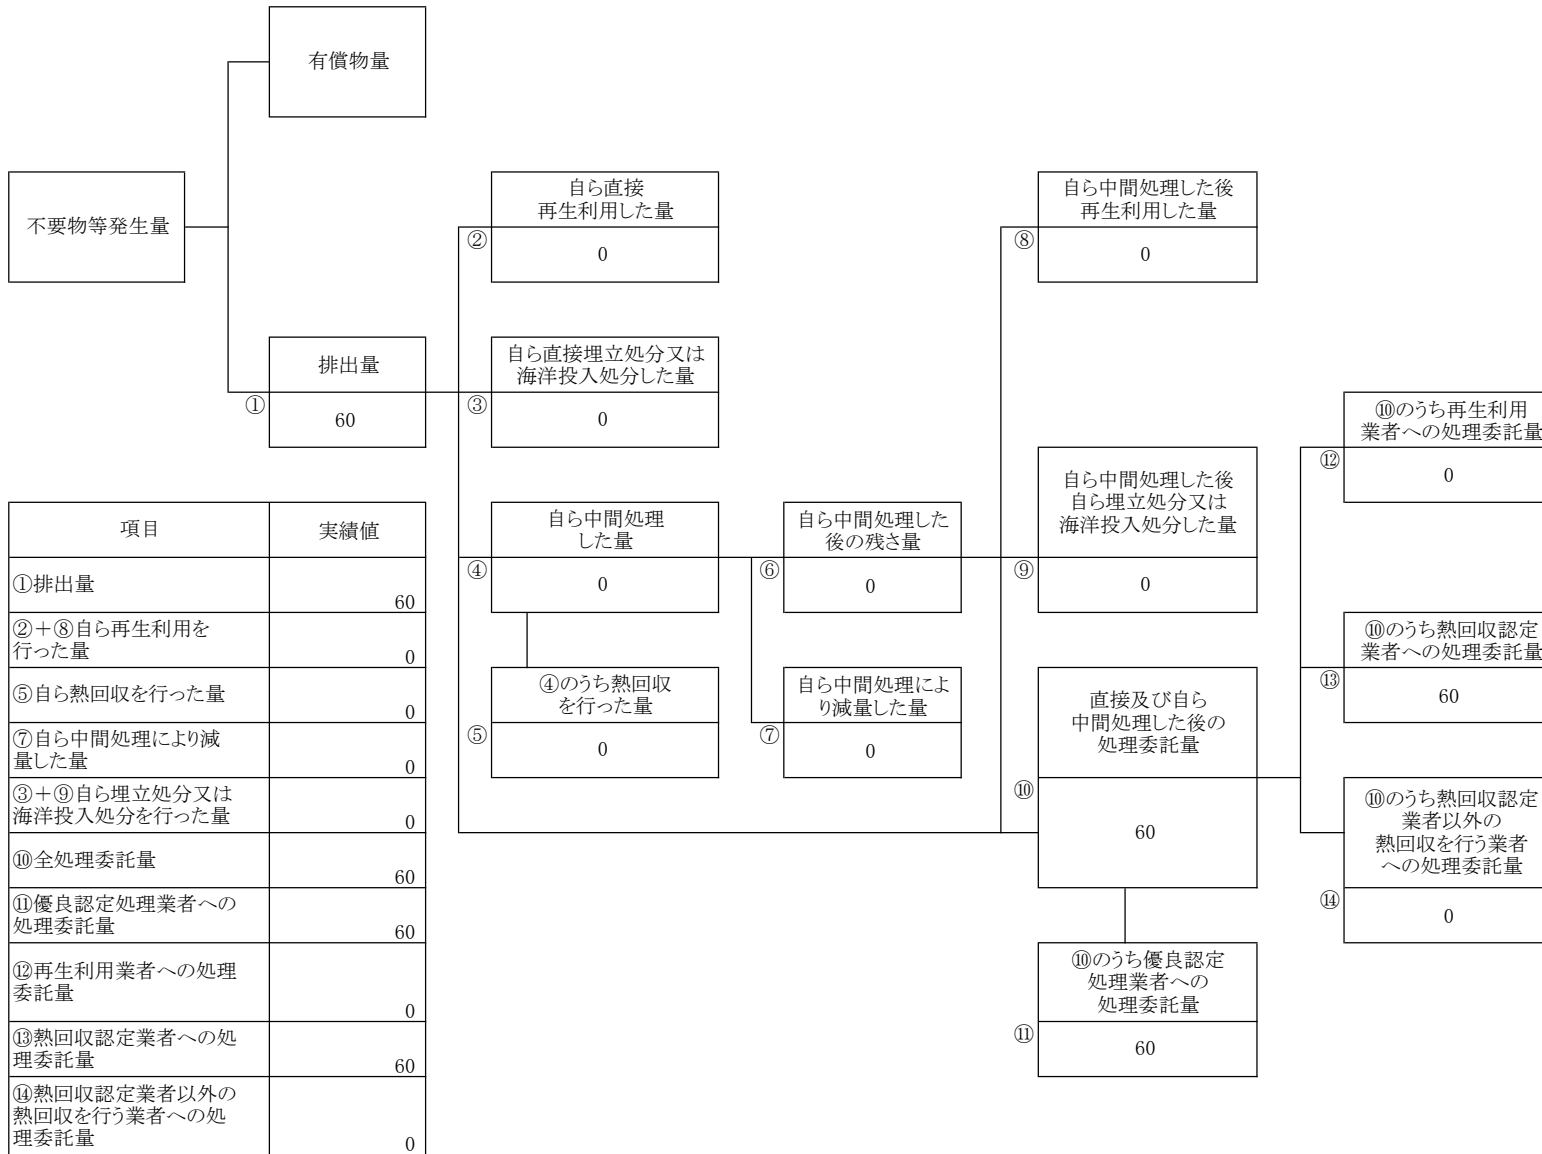 有償物量
不要物等発生量
自ら直接
再生利用した量
②
0
自ら中間処理した後
再生利用した量
⑧
0
排出量
①
60
自ら直接埋立処分又は
海洋投入処分した量
③
0
⑩のうち再生利用
業者への処理委託量
⑫
0
自ら中間処理
した量
④
0
自ら中間処理した
後の残さ量
⑥
0
自ら中間処理した後
自ら埋立処分又は
海洋投入処分した量
⑨
0
⑩のうち熱回収認定
業者への処理委託量
⑬
60
④のうち熱回収
を行った量
⑤
0
自ら中間処理によ
り減量した量
⑦
0
直接及び自ら
中間処理した後の
処理委託量
⑩
60
⑩のうち熱回収認定
業者以外の
熱回収を行う業者
への処理委託量
⑭
0
⑩のうち優良認定
処理業者への
処理委託量
⑪
60
項目 実績値
①排出量
60
②＋⑧自ら再生利用を
行った量
0
⑤自ら熱回収を行った量
0
⑦自ら中間処理により減
量した量
0
③＋⑨自ら埋立処分又は
海洋投入処分を行った量
0
⑩全処理委託量
60
⑪優良認定処理業者への
処理委託量
60
⑫再生利用業者への処理
委託量
0
⑬熱回収認定業者への処
理委託量
60
⑭熱回収認定業者以外の
熱回収を行う業者への処
理委託量
0